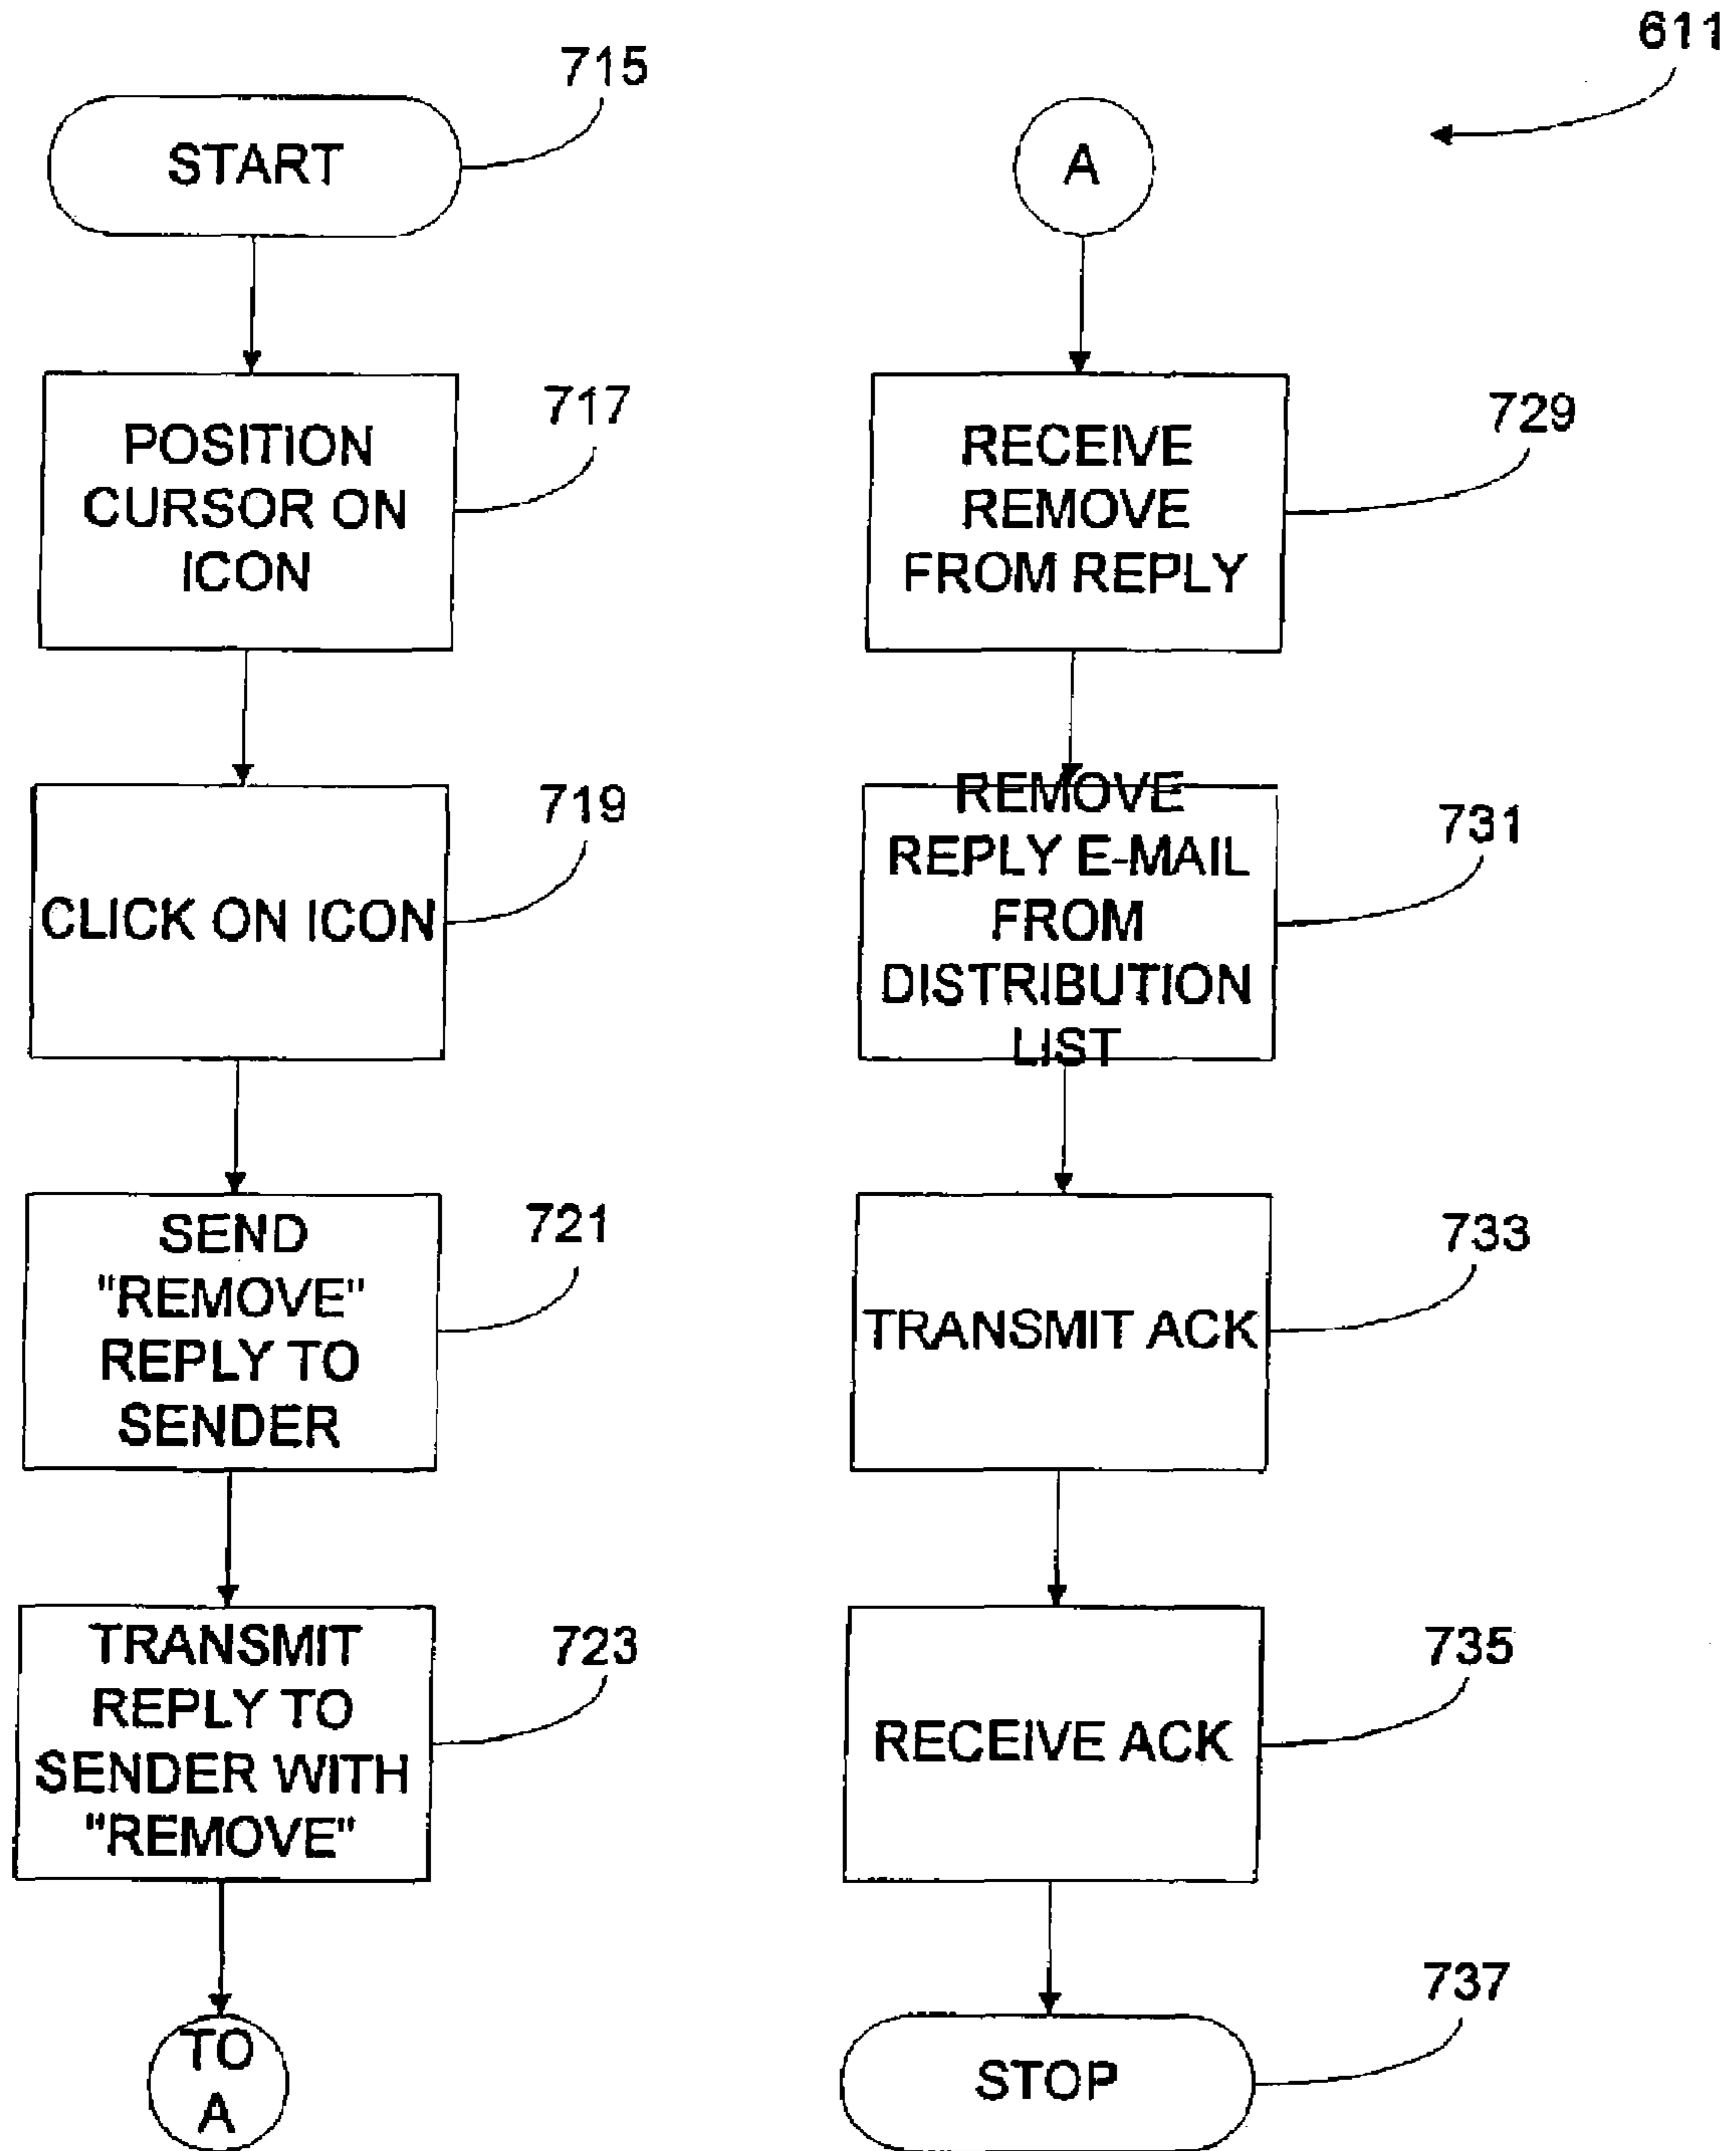 611
715
START
717
POSITION
CURSOR ON
ICON
719
CLICK ON ICON
721
SEND
"REMOVE"
REPLY TO
SENDER
723
TRANSMIT
REPLY TO
SENDER WITH
"REMOVE"
TO
A
A
729
RECEIVE
REMOVE
FROM REPLY
731
REMOVE
REPLY E-MAIL
FROM
DISTRIBUTION
LIST
733
TRANSMIT ACK
735
RECEIVE ACK
737
STOP